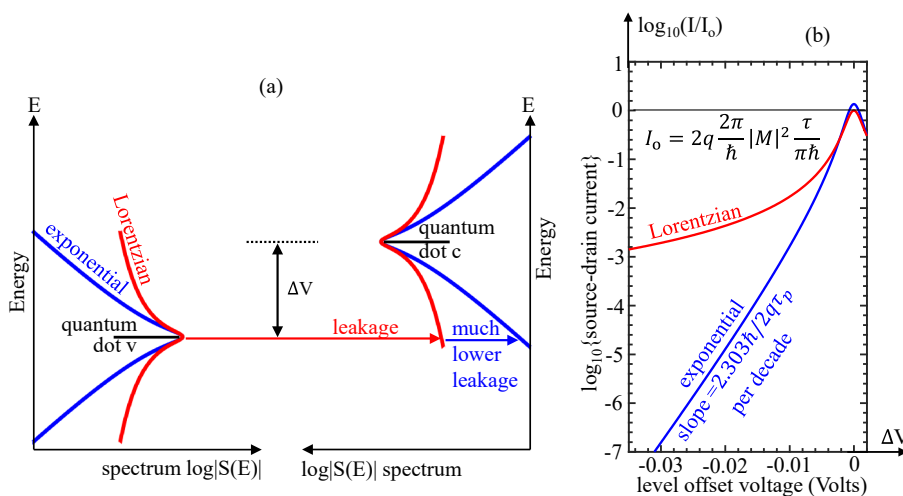 (a)
E
E
Energy
exponential
Lorentzian
quantum
dot v
ΔV
leakage
quantum
dot c
much
lower
leakage
Energy
spectrum log|S(E)|
log|S(E)| spectrum
log₁₀(I/Iₒ)
(b)
log₁₀{source-drain current}
1
0
-1
-2
-3
-4
-5
-6
-7
Iₒ = 2q 2π/ℏ |M|² τ/πℏ
Lorentzian
exponential
slope =2.303ℏ/2qτₚ
per decade
-0.03
-0.02
-0.01
0
ΔV
level offset voltage (Volts)